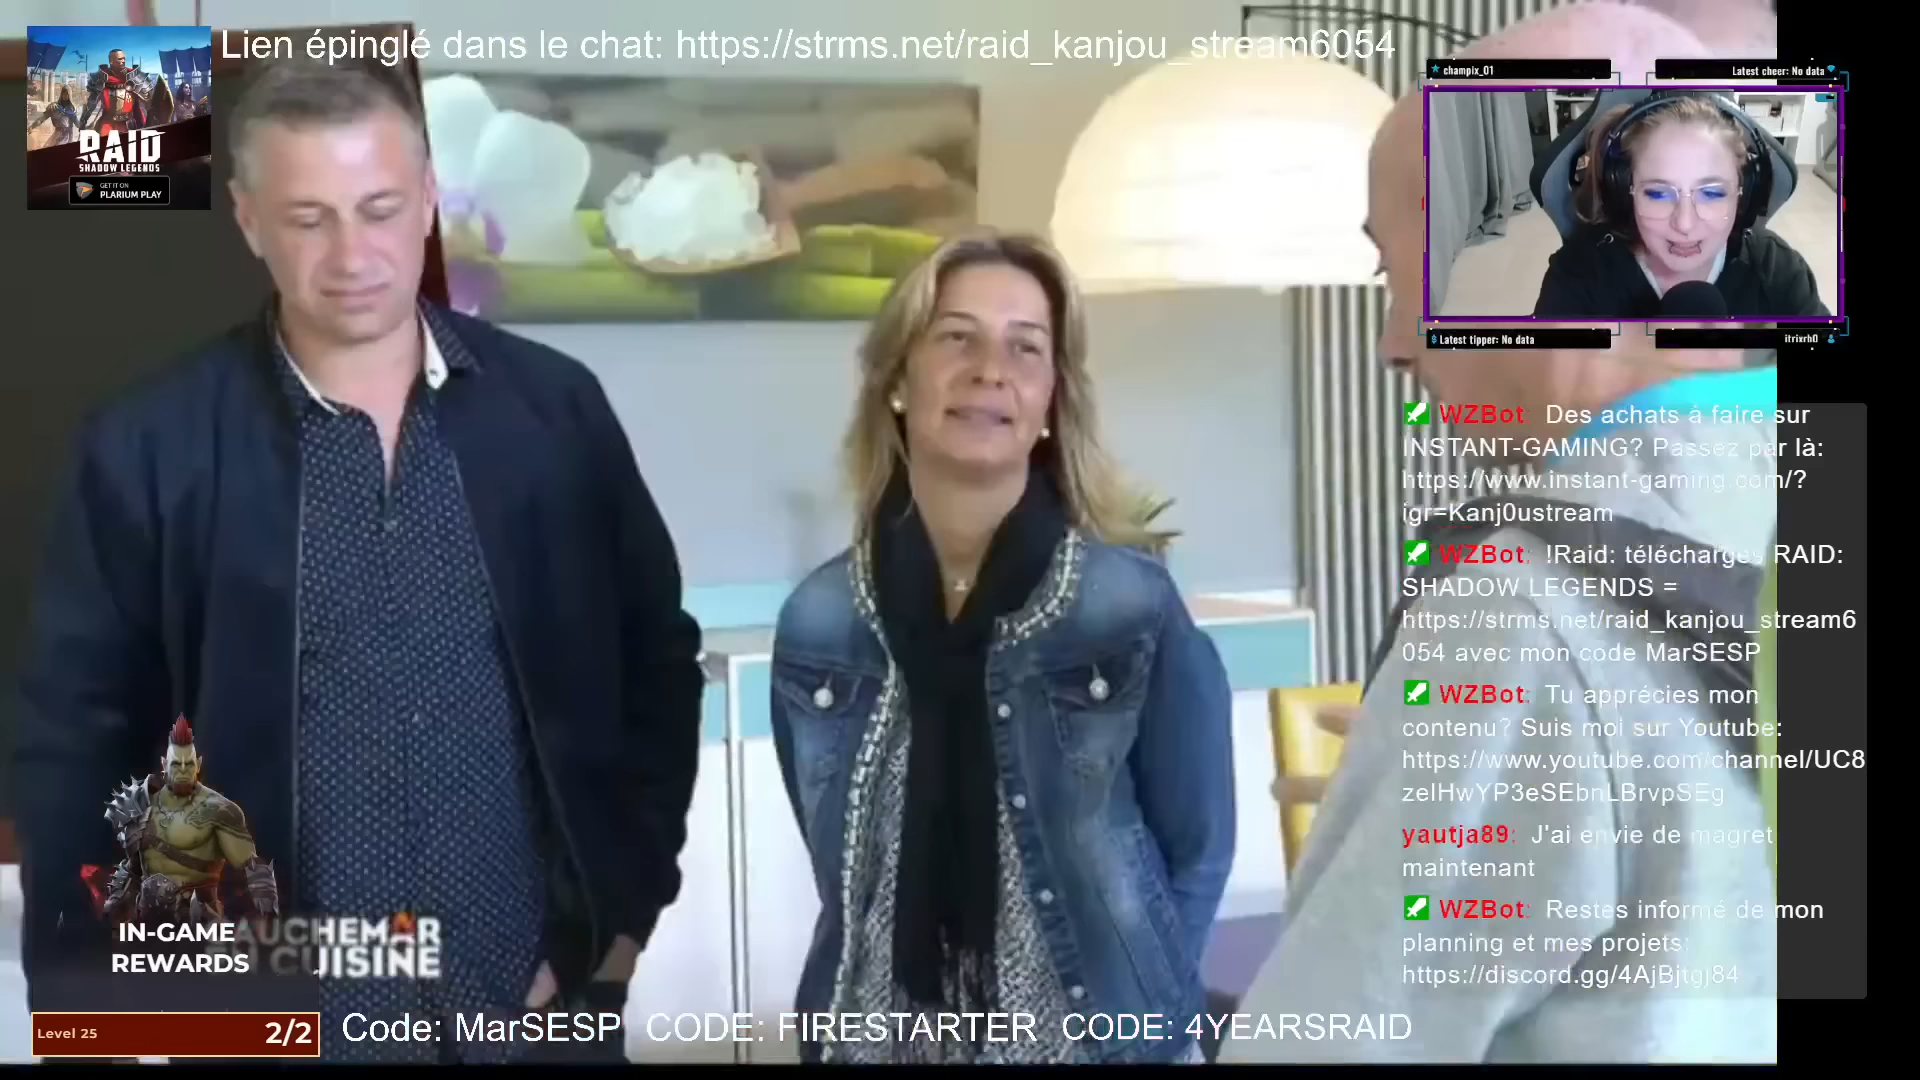 Lien épinglé dans le chat: https://strms.net/raid_kanjou_stream6054
RAID
SHADOW LEGENDS
GET IT ON
PLARIUM PLAY
champix_01
Latest cheer: No data
Latest tipper: No data
itrixrh0
WZBot: Des achats à faire sur
INSTANT-GAMING? Passez par là:
https://www.instant-gaming.com/?
igr=Kanj0ustream
WZBot: !Raid: télécharges RAID:
SHADOW LEGENDS =
https://strms.net/raid_kanjou_stream6
054 avec mon code MarSESP
WZBot: Tu apprécies mon
contenu? Suis moi sur Youtube:
https://www.youtube.com/channel/UC8
zelHwYP3eSEbnLBrvpSEg
yautja89: J'ai envie de magret
maintenant
WZBot: Restes informé de mon
planning et mes projets:
https://discord.gg/4AjBjtgj84
IN-GAME
REWARDS
AUCHEMAR
CUISINE
Level 25
2/2
Code: MarSESP CODE: FIRESTARTER CODE: 4YEARSRAID